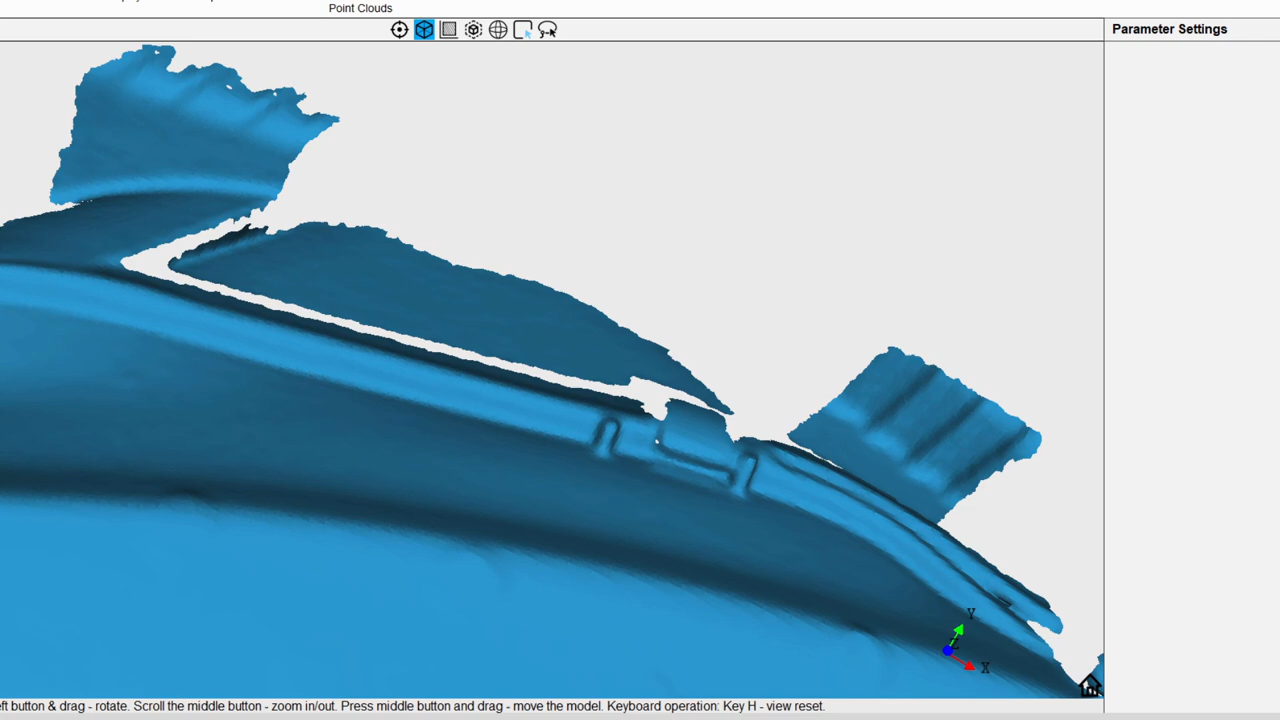 Point Clouds
Parameter Settings
Y
Z
X
button & drag - rotate. Scroll the middle button - zoom in/out. Press middle button and drag - move the model. Keyboard operation: Key H - view reset.